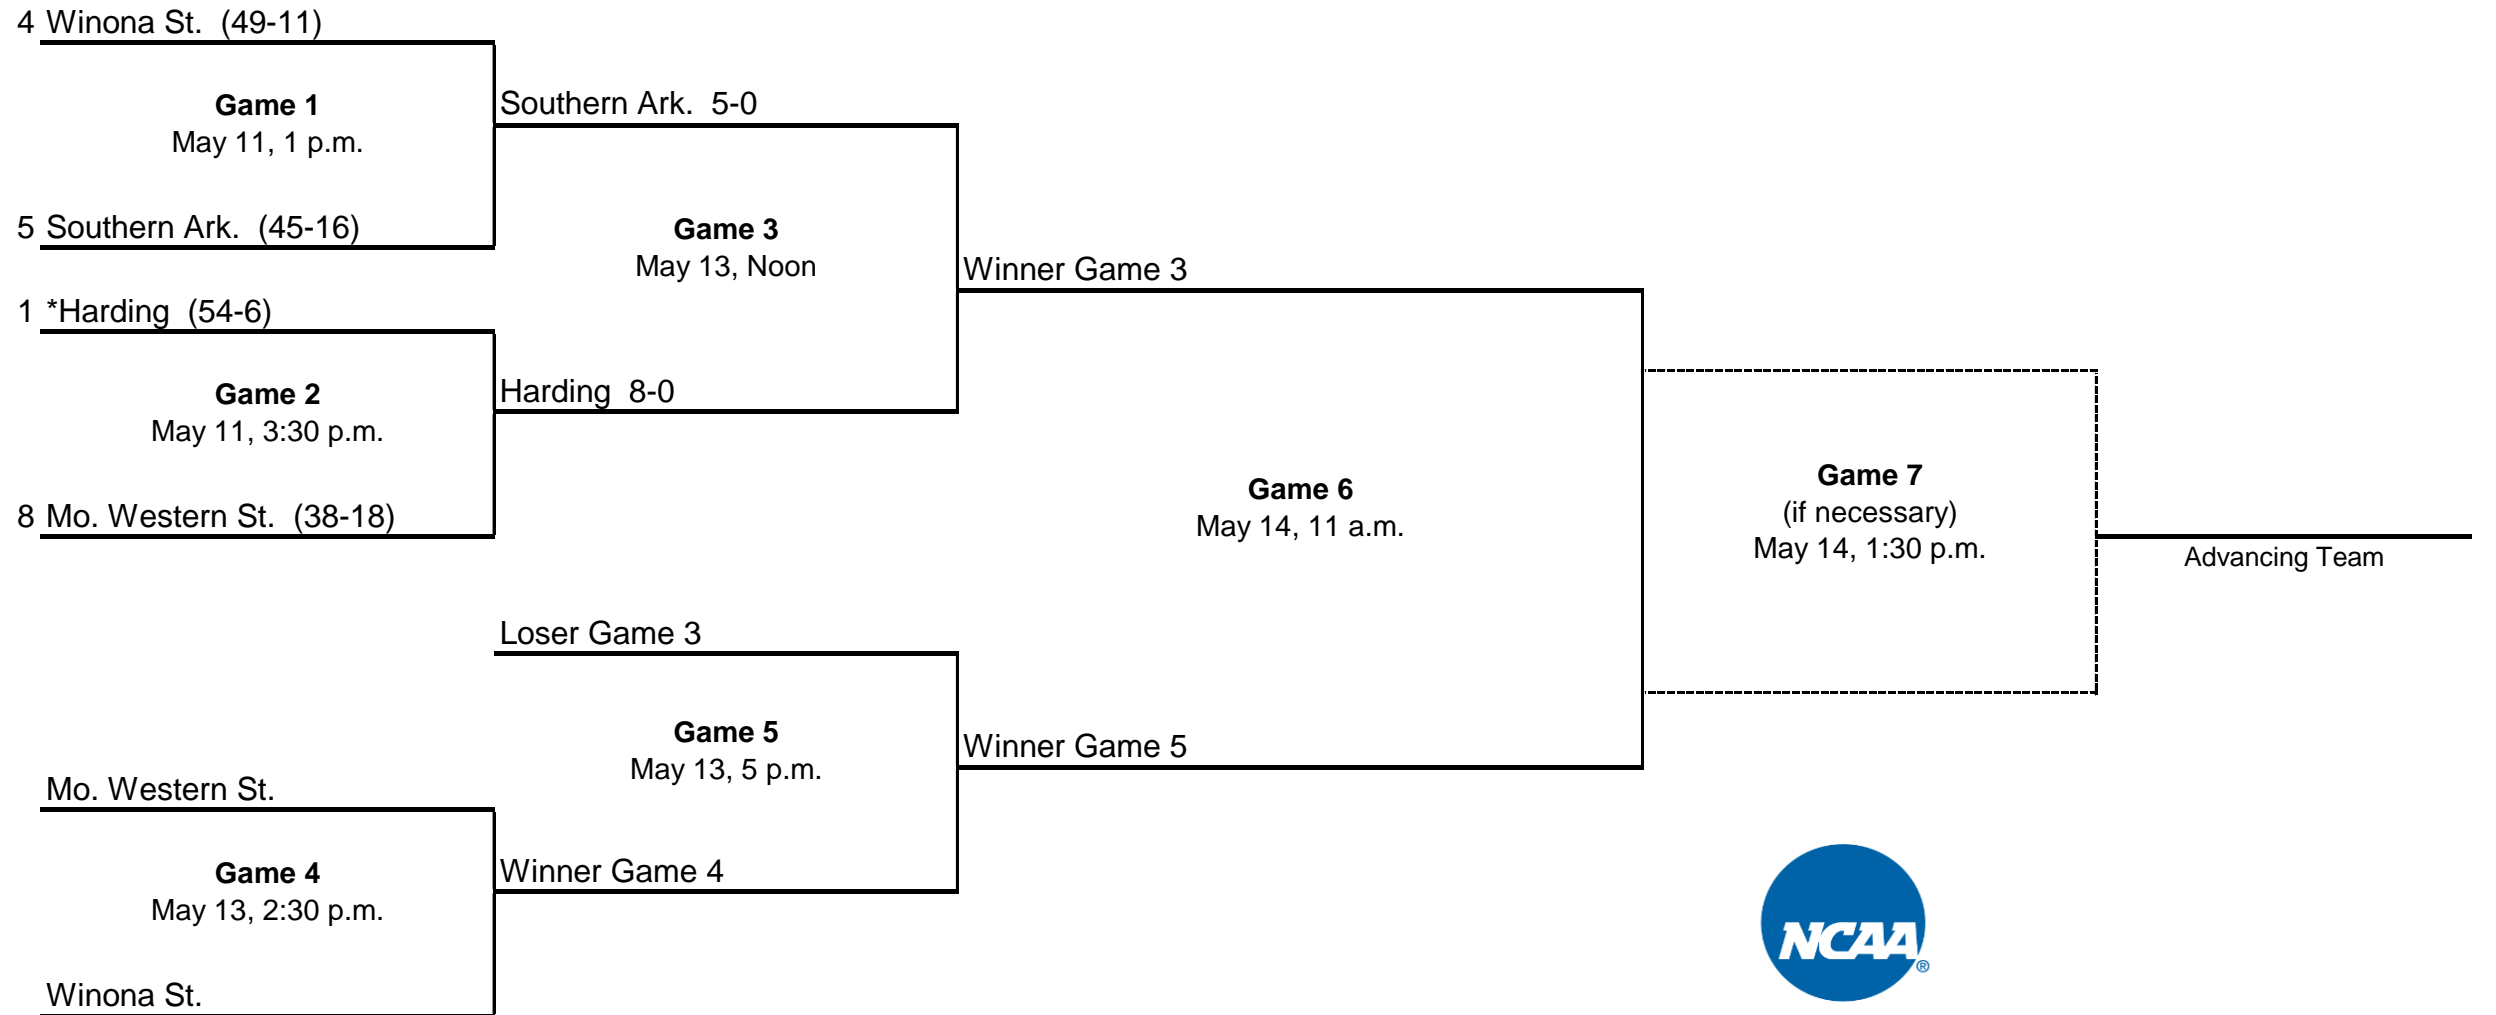 4 Winona St.  (49-11)
Game 1
May 11, 1 p.m.
Southern Ark.  5-0
5 Southern Ark.  (45-16)
Game 3
May 13, Noon
Winner Game 3
1 *Harding  (54-6)
Game 2
May 11, 3:30 p.m.
Harding  8-0
8 Mo. Western St.  (38-18)
Game 6
May 14, 11 a.m.
Game 7
(if necessary)
May 14, 1:30 p.m.
Advancing Team
Loser Game 3
Game 5
May 13, 5 p.m.
Winner Game 5
Mo. Western St.
Game 4
May 13, 2:30 p.m.
Winner Game 4
Winona St.
NCAA®